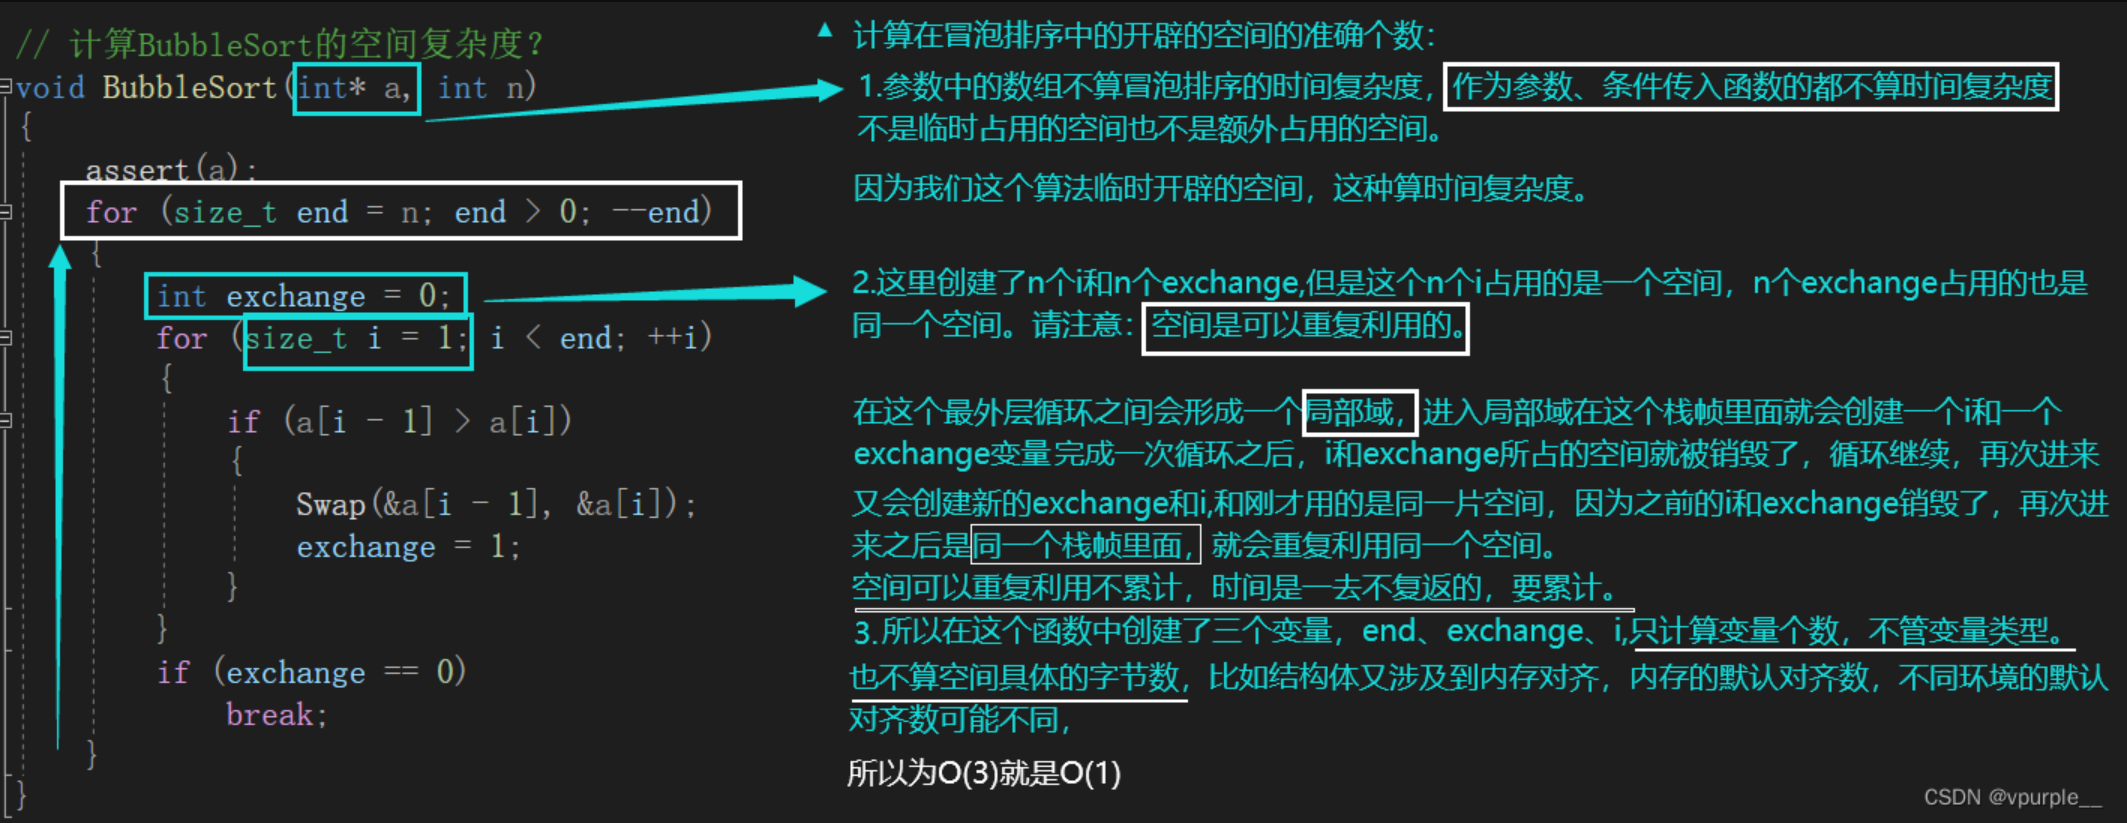 // 计算BubbleSort的空间复杂度?
void BubbleSort(int* a, int n)
{
assert(a);
for (size_t end = n; end > 0; --end)
{
int exchange = 0;
for (size_t i = 1; i < end; ++i)
{
if (a[i - 1] > a[i])
{
Swap(&a[i - 1], &a[i]);
exchange = 1;
}
}
if (exchange == 0)
break;
}
}
▲ 计算在冒泡排序中的开辟的空间的准确个数：
1.参数中的数组不算冒泡排序的时间复杂度，作为参数、条件传入函数的都不算时间复杂度
不是临时占用的空间也不是额外占用的空间。
因为我们这个算法临时开辟的空间，这种算时间复杂度。
2.这里创建了n个i和n个exchange,但是这个n个i占用的是一个空间，n个exchange占用的也是
同一个空间。请注意：空间是可以重复利用的。
在这个最外层循环之间会形成一个局部域，进入局部域在这个栈帧里面就会创建一个i和一个
exchange变量完成一次循环之后，i和exchange所占的空间就被销毁了，循环继续，再次进来
又会创建新的exchange和i,和刚才用的是同一片空间，因为之前的i和exchange销毁了，再次进
来之后是同一个栈帧里面，就会重复利用同一个空间。
空间可以重复利用不累计，时间是一去不复返的，要累计。
3.所以在这个函数中创建了三个变量，end、exchange、i,只计算变量个数，不管变量类型。
也不算空间具体的字节数，比如结构体又涉及到内存对齐，内存的默认对齐数，不同环境的默认
对齐数可能不同，
所以为O(3)就是O(1)
CSDN @vpurple__